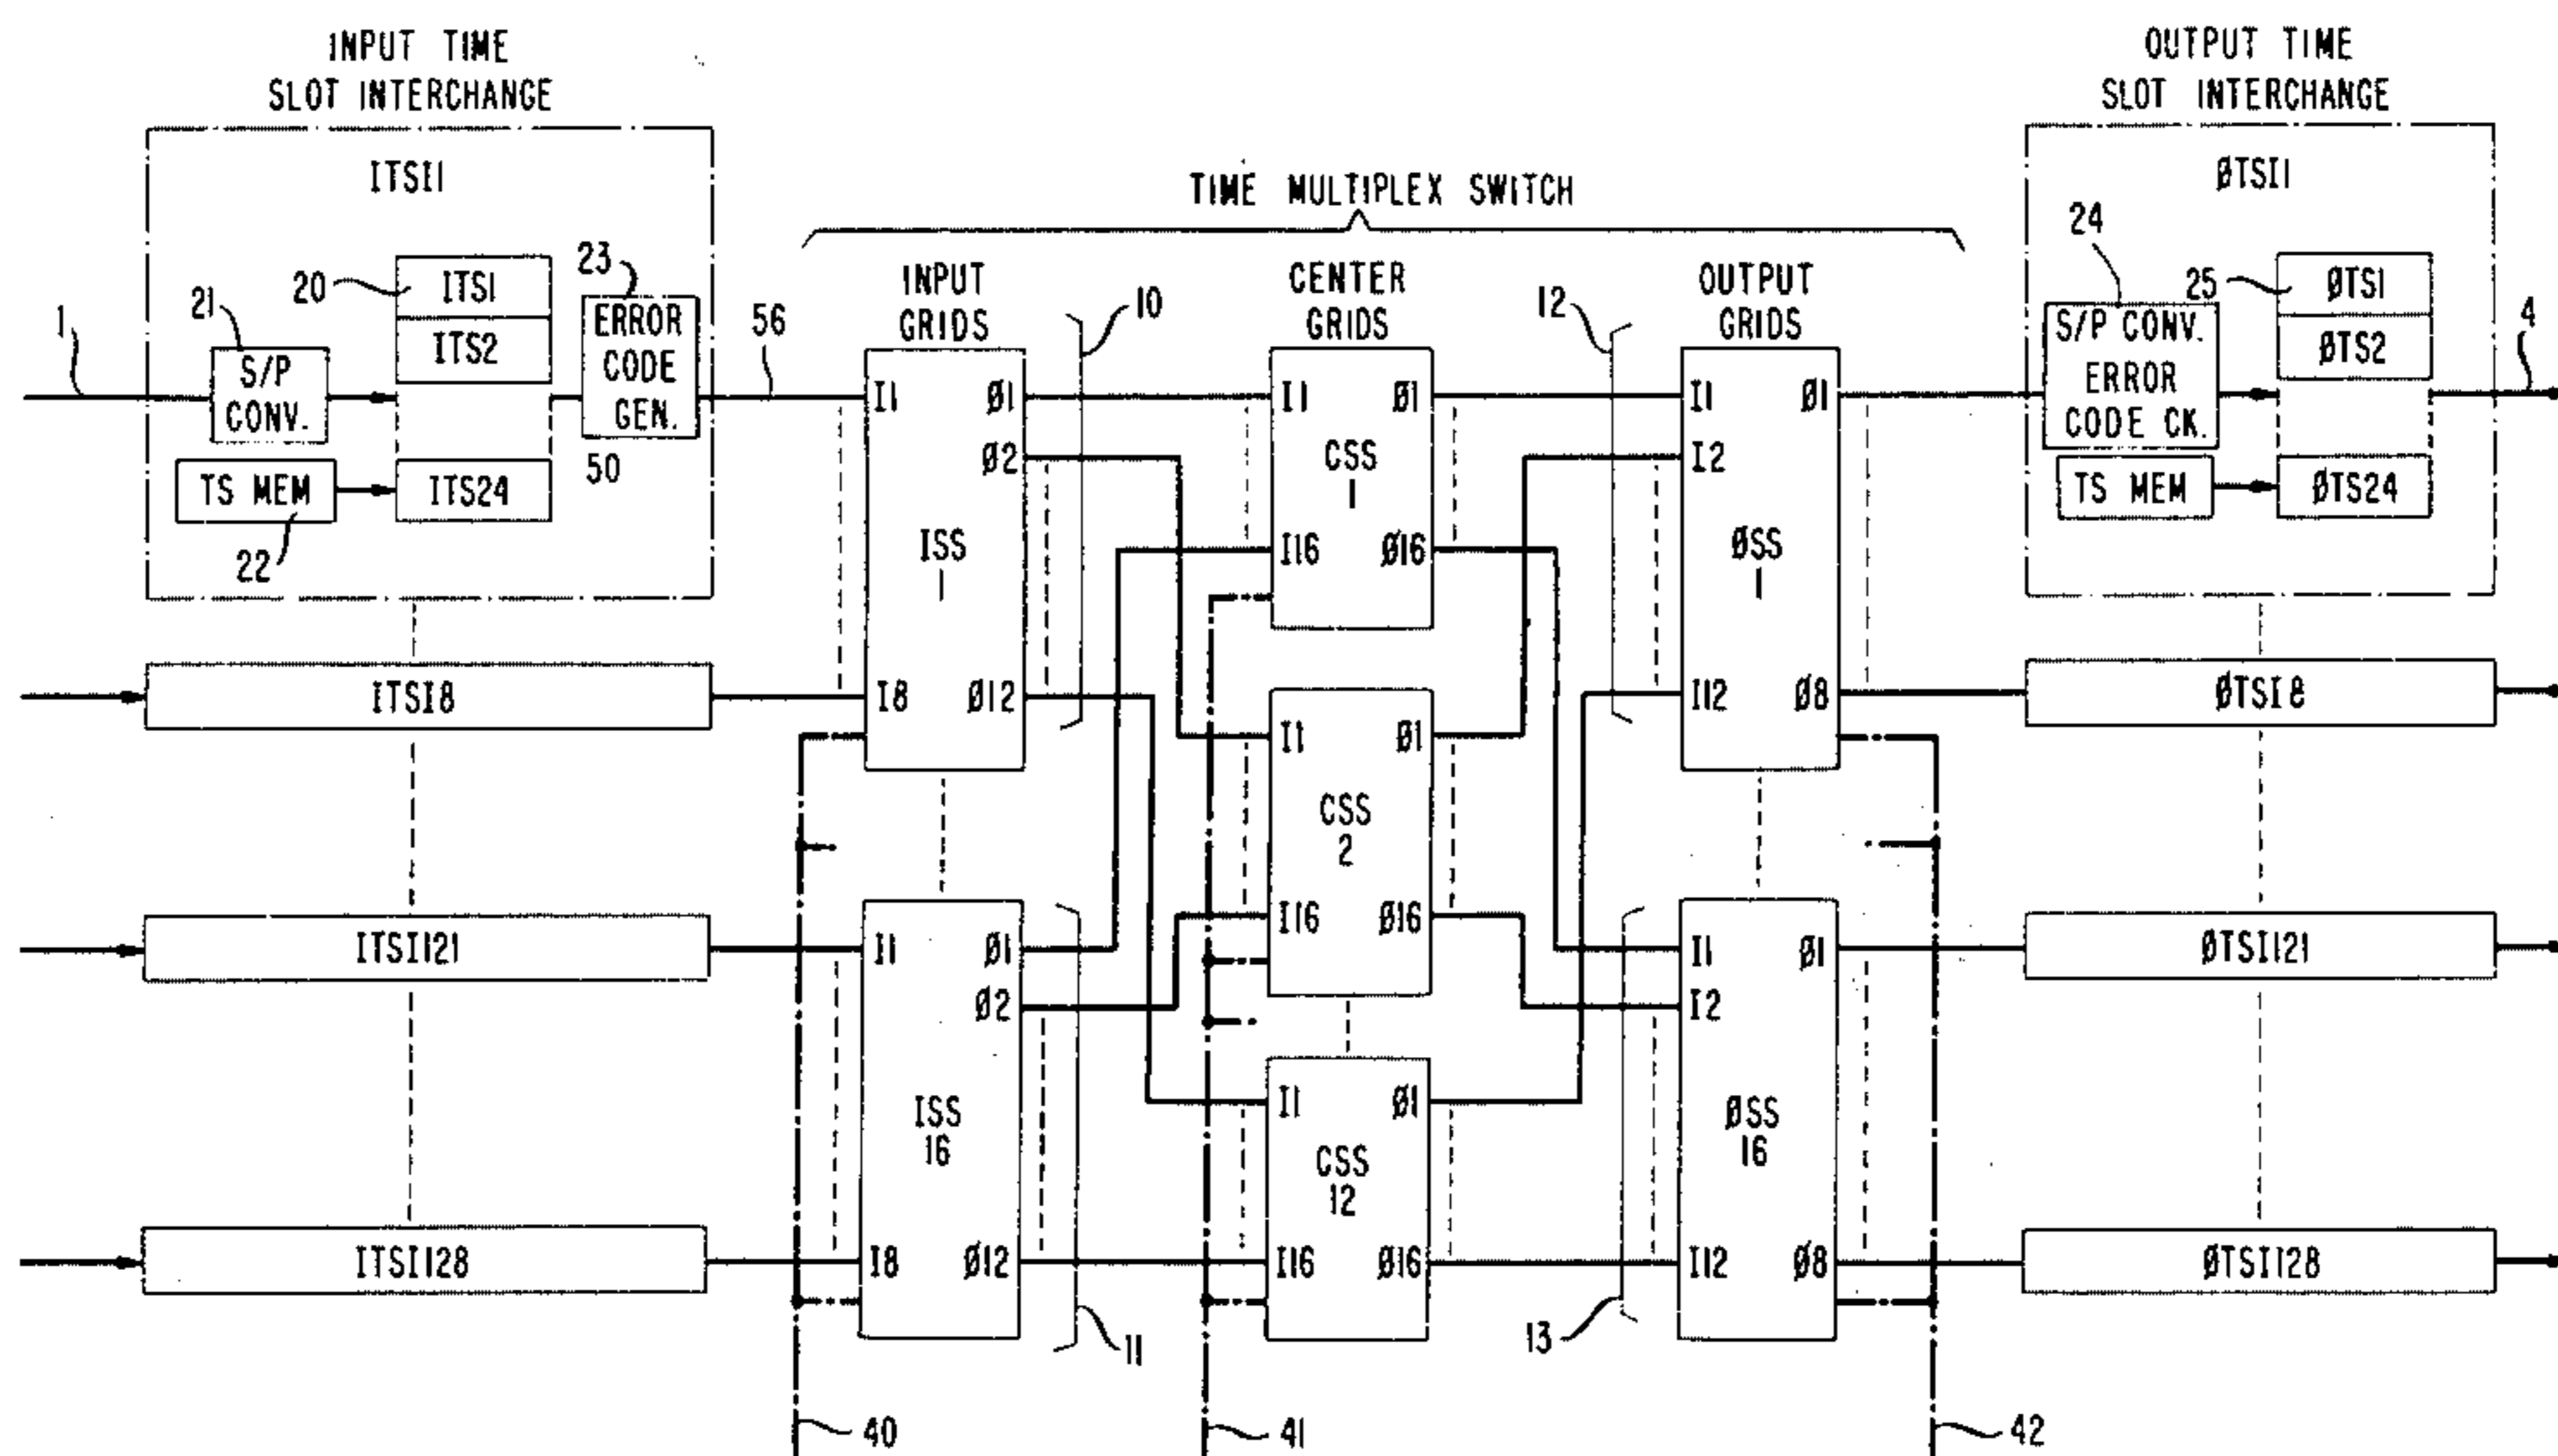 INPUT TIME
SLOT INTERCHANGE
OUTPUT TIME
SLOT INTERCHANGE
ITSI1
TIME MULTIPLEX SWITCH
ØTSI1
1
21
S/P
CONV.
20
ITS1
ITS2
ITS24
TS MEM
22
23
ERROR
CODE
GEN.
50
56
INPUT
GRIDS
10
CENTER
GRIDS
12
OUTPUT
GRIDS
24
S/P CONV.
ERROR
CODE CK.
TS MEM
25
ØTS1
ØTS2
ØTS24
4
I1 Ø1
Ø2
ISS
1
I8 Ø12
I1 Ø1
CSS
1
I16 Ø16
I1 Ø1
I2
ØSS
1
I12 Ø8
ITSI8
ØTSI8
I1 Ø1
CSS
2
I16 Ø16
ITSI121
I1 Ø1
Ø2
ISS
16
I8 Ø12
11
I1 Ø1
CSS
12
I16 Ø16
I1 Ø1
I2
ØSS
16
I12 Ø8
13
ØTSI121
ITSI128
ØTSI128
40
41
42